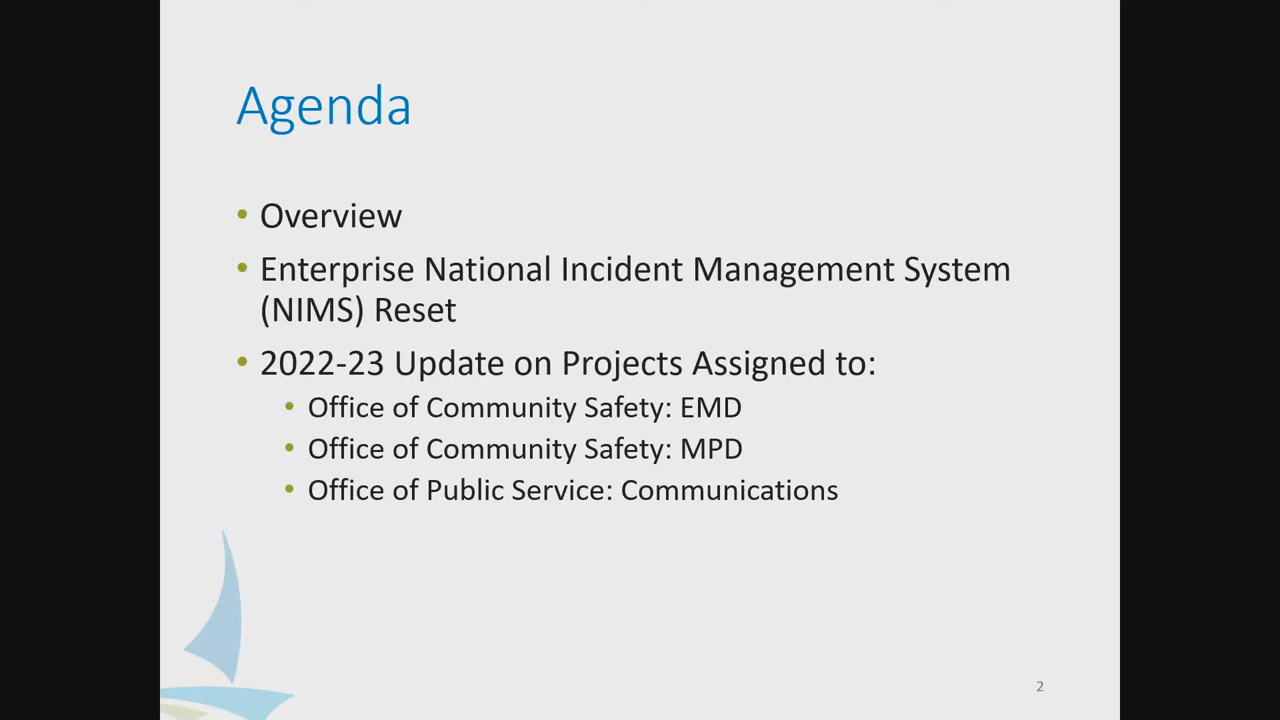 Agenda
• Overview
• Enterprise National Incident Management System
(NIMS) Reset
• 2022-23 Update on Projects Assigned to:
• Office of Community Safety: EMD
• Office of Community Safety: MPD
• Office of Public Service: Communications
2